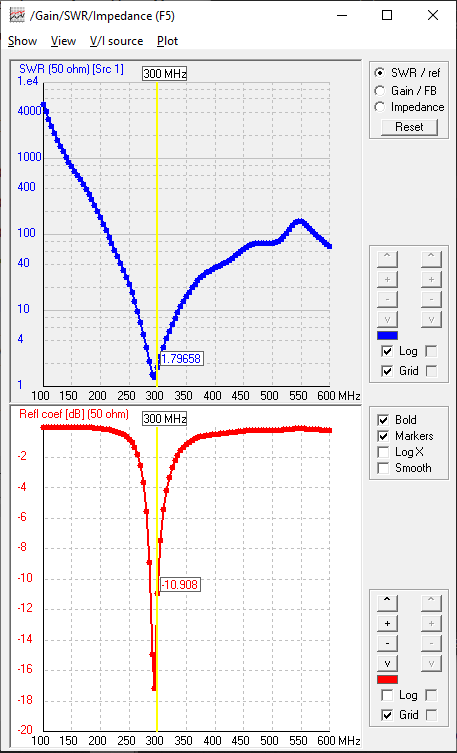 /Gain/SWR/Impedance (F5)
Show View V/I source Plot
SWR (50 ohm) [Src 1]
300 MHz
1.e4
4000
1000
400
100
40
10
4
1
1.79658
100 150 200 250 300 350 400 450 500 550 600 MHz
Refl coef [dB] (50 ohm)
300 MHz
-2
-4
-6
-8
-10
-12
-14
-16
-18
-20
-10.908
100 150 200 250 300 350 400 450 500 550 600 MHz
SWR / ref
Gain / FB
Impedance
Reset
^ ^
+ +
- -
v v
Log
Grid
Bold
Markers
Log X
Smooth
^ ^
+ +
- -
v v
Log
Grid